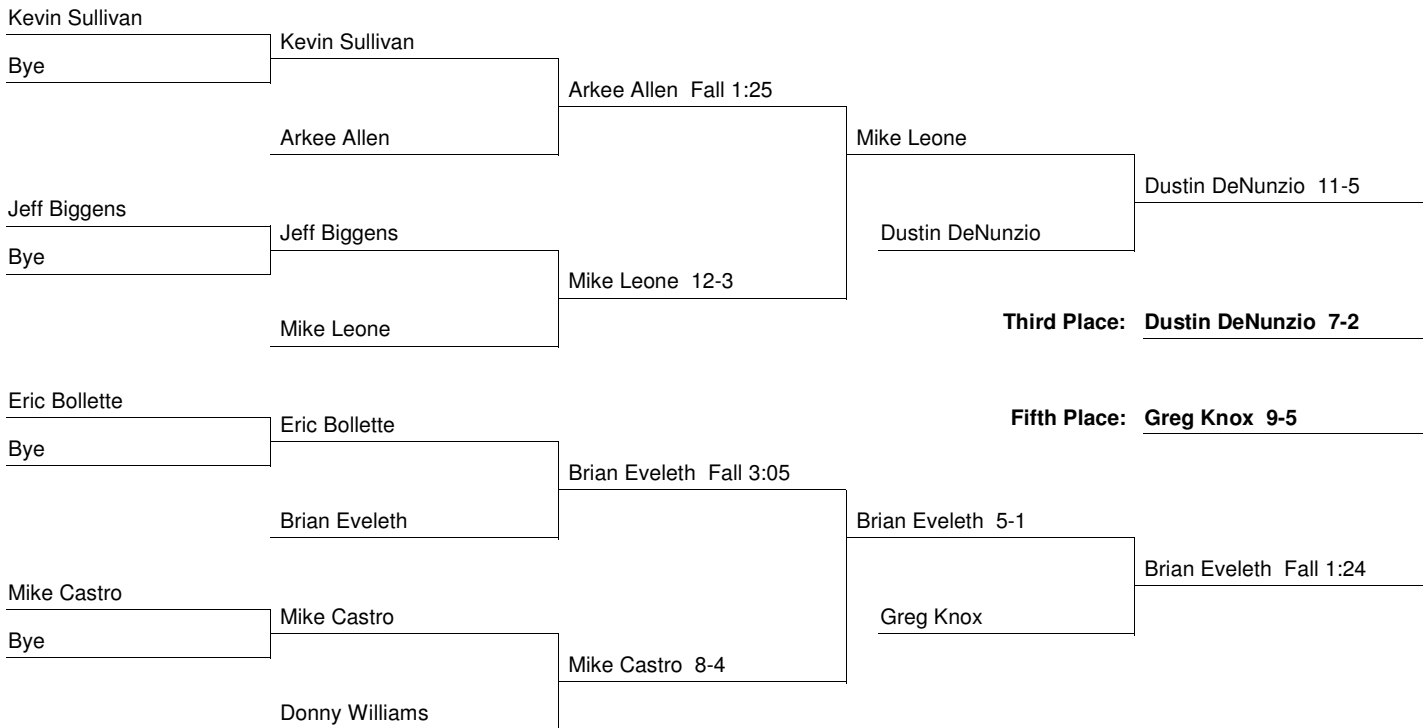 Kevin Sullivan
Kevin Sullivan
Bye
Arkee Allen Fall 1:25
Arkee Allen
Mike Leone
Dustin DeNunzio 11-5
Jeff Biggens
Jeff Biggens
Dustin DeNunzio
Bye
Mike Leone 12-3
Mike Leone
Third Place: Dustin DeNunzio 7-2
Eric Bollette
Eric Bollette
Fifth Place: Greg Knox 9-5
Bye
Brian Eveleth Fall 3:05
Brian Eveleth
Brian Eveleth 5-1
Brian Eveleth Fall 1:24
Mike Castro
Mike Castro
Greg Knox
Bye
Mike Castro 8-4
Donny Williams